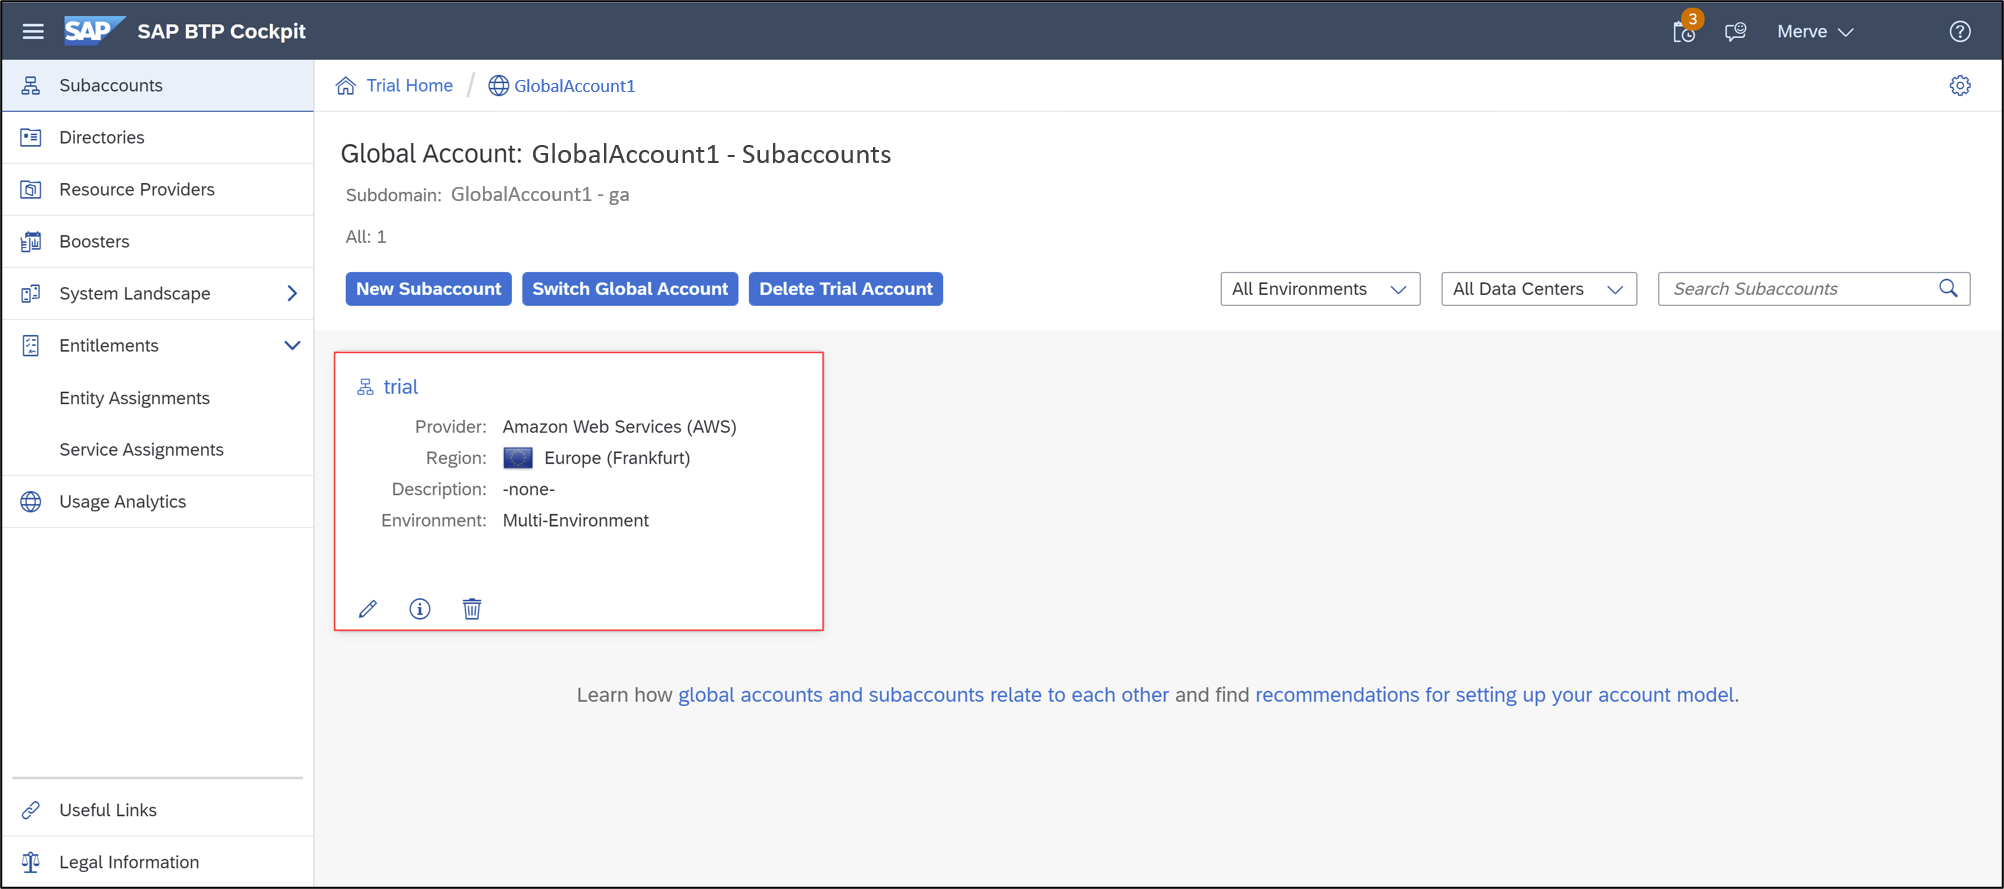 SAP SAP BTP Cockpit
3
Merve
Subaccounts
Directories
Resource Providers
Boosters
System Landscape
Entitlements
Entity Assignments
Service Assignments
Usage Analytics
Useful Links
Legal Information
Trial Home / GlobalAccount1
Global Account: GlobalAccount1 - Subaccounts
Subdomain: GlobalAccount1 - ga
All: 1
New Subaccount Switch Global Account Delete Trial Account All Environments All Data Centers Search Subaccounts
trial
Provider: Amazon Web Services (AWS)
Region: Europe (Frankfurt)
Description: -none-
Environment: Multi-Environment
Learn how global accounts and subaccounts relate to each other and find recommendations for setting up your account model.